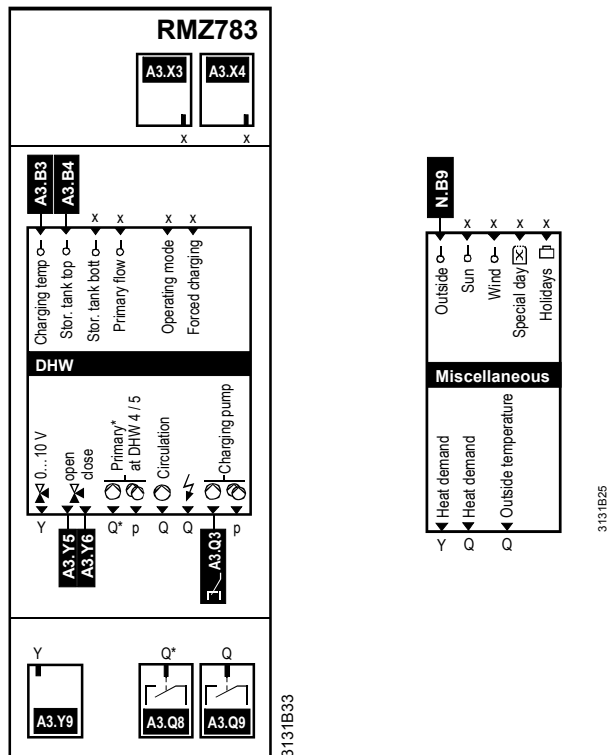 RMZ783
A3.X3 A3.X4
x x
A3.B3 A3.B4
x x x x
Charging temp
Stor. tank top
Stor. tank bott
Primary flow
Operating mode
Forced charging
DHW
0... 10 V
open
close
Primary*
at DHW 4 / 5
Circulation
Charging pump
Y Q* p Q Q p
A3.Y5
A3.Y6
A3.Q3
Y Q* Q
A3.Y9 A3.Q8 A3.Q9
3131B33
N.B9
x x x x
Outside
Sun
Wind
Special day
Holidays
Miscellaneous
Heat demand
Heat demand
Outside temperature
Y Q Q
3131B25